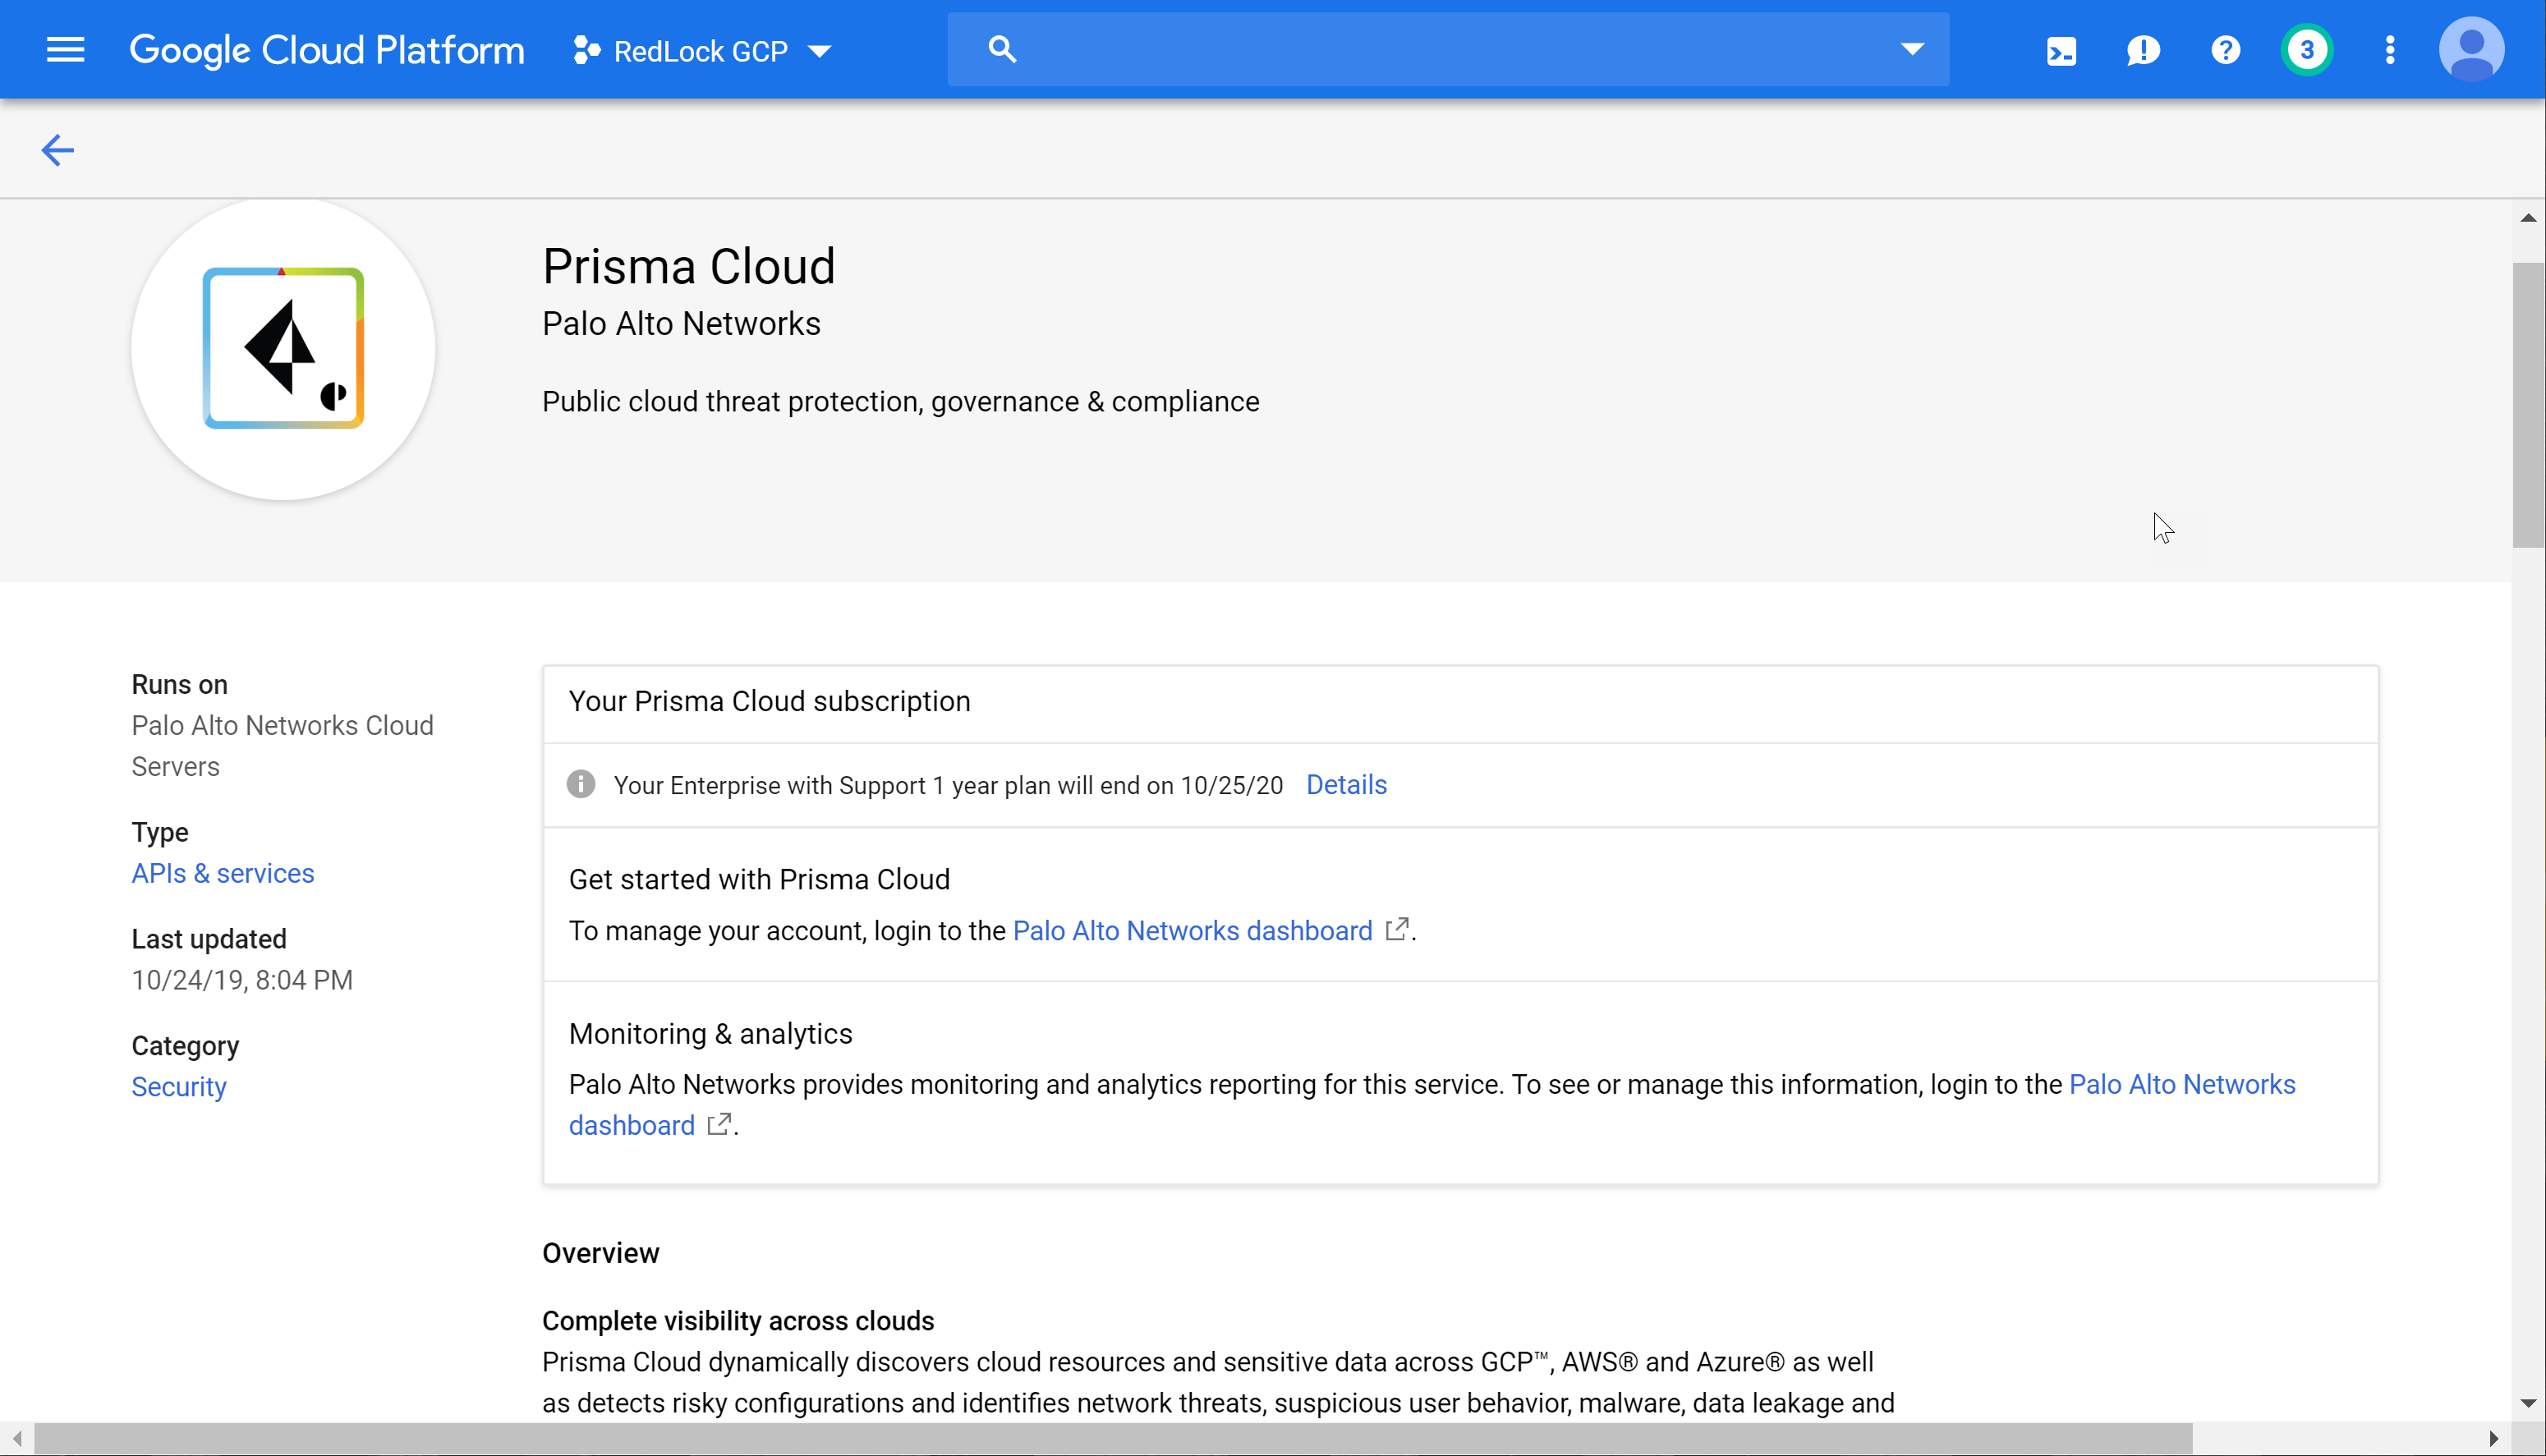 Google Cloud Platform
RedLock GCP
3
Prisma Cloud
Palo Alto Networks
Public cloud threat protection, governance & compliance
Runs on
Palo Alto Networks Cloud
Servers
Type
APIs & services
Last updated
10/24/19, 8:04 PM
Category
Security
Your Prisma Cloud subscription
Your Enterprise with Support 1 year plan will end on 10/25/20 Details
Get started with Prisma Cloud
To manage your account, login to the Palo Alto Networks dashboard .
Monitoring & analytics
Palo Alto Networks provides monitoring and analytics reporting for this service. To see or manage this information, login to the Palo Alto Networks
dashboard .
Overview
Complete visibility across clouds
Prisma Cloud dynamically discovers cloud resources and sensitive data across GCP™, AWS® and Azure® as well
as detects risky configurations and identifies network threats, suspicious user behavior, malware, data leakage and